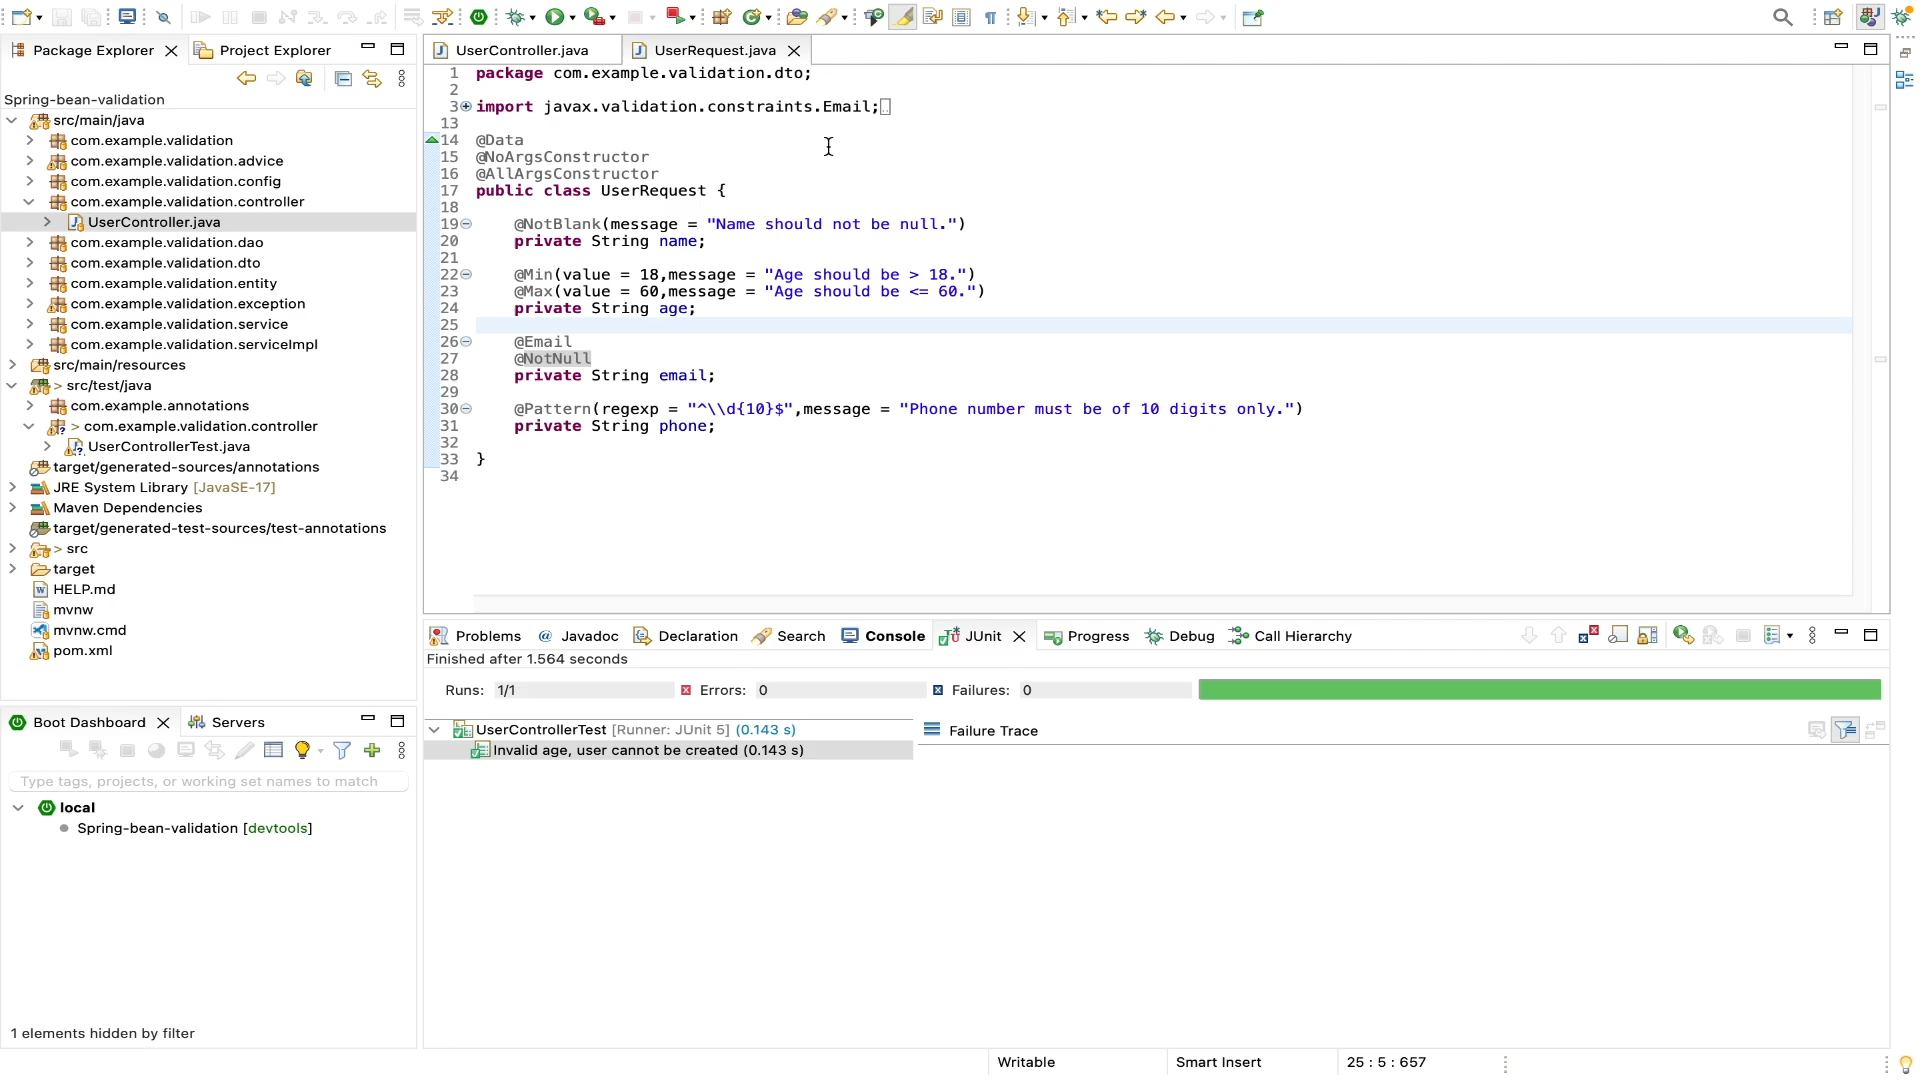 Package Explorer
Project Explorer
Spring-bean-validation
src/main/java
com.example.validation
com.example.validation.advice
com.example.validation.config
com.example.validation.controller
UserController.java
com.example.validation.dao
com.example.validation.dto
com.example.validation.entity
com.example.validation.exception
com.example.validation.service
com.example.validation.serviceImpl
src/main/resources
> src/test/java
com.example.annotations
> com.example.validation.controller
UserControllerTest.java
target/generated-sources/annotations
JRE System Library [JavaSE-17]
Maven Dependencies
target/generated-test-sources/test-annotations
> src
target
HELP.md
mvnw
mvnw.cmd
pom.xml
Boot Dashboard
Servers
Type tags, projects, or working set names to match
local
Spring-bean-validation [devtools]
1 elements hidden by filter
UserController.java
UserRequest.java
1 package com.example.validation.dto;
2
3 import javax.validation.constraints.Email;
13
14 @Data
15 @NoArgsConstructor
16 @AllArgsConstructor
17 public class UserRequest {
18
19 @NotBlank(message = "Name should not be null.")
20 private String name;
21
22 @Min(value = 18,message = "Age should be > 18.")
23 @Max(value = 60,message = "Age should be <= 60.")
24 private String age;
25
26 @Email
27 @NotNull
28 private String email;
29
30 @Pattern(regexp = "^\\d{10}$",message = "Phone number must be of 10 digits only.")
31 private String phone;
32
33 }
34
Problems
Javadoc
Declaration
Search
Console
JUnit
Progress
Debug
Call Hierarchy
Finished after 1.564 seconds
Runs: 1/1
Errors: 0
Failures: 0
UserControllerTest [Runner: JUnit 5] (0.143 s)
Invalid age, user cannot be created (0.143 s)
Failure Trace
Writable
Smart Insert
25 : 5 : 657